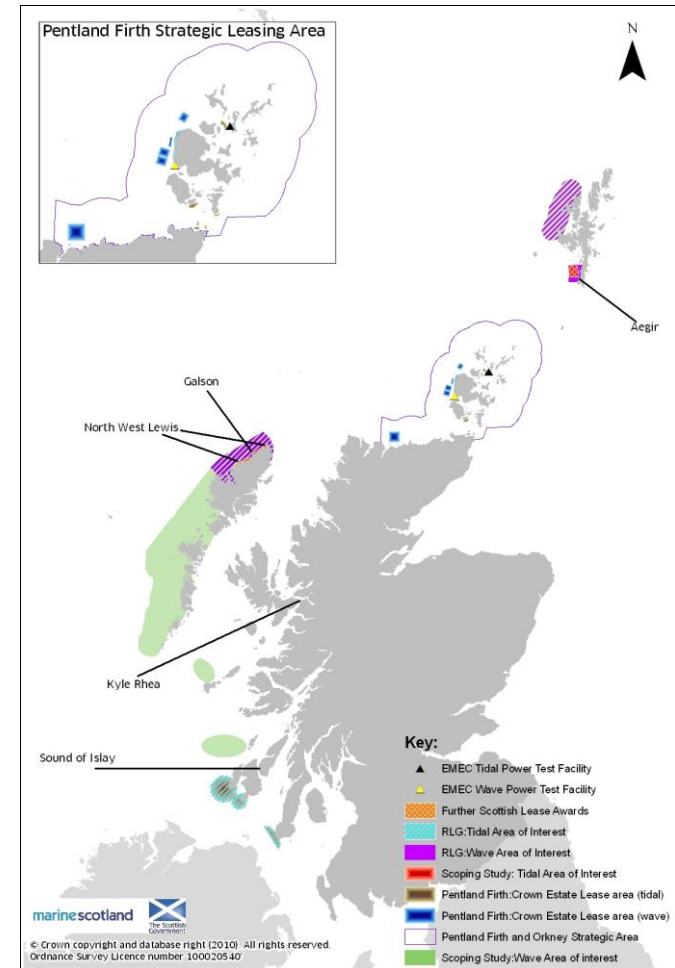 Pentland Firth Strategic Leasing Area
N
Aegir
Galson
North West Lewis
Kyle Rhea
Sound of Islay
Key:
EMEC Tidal Power Test Facility
EMEC Wave Power Test Facility
Further Scottish Lease Awards
RLG:Tidal Area of Interest
RLG:Wave Area of Interest
Scoping Study: Tidal Area of Interest
Pentland Firth:Crown Estate Lease area (tidal)
Pentland Firth:Crown Estate Lease area (wave)
Pentland Firth and Orkney Strategic Area
Scoping Study:Wave Area of interest
marinescotland
The Scottish
Government
© Crown copyright and database right (2010). All rights reserved.
Ordnance Survey Licence number 100020540